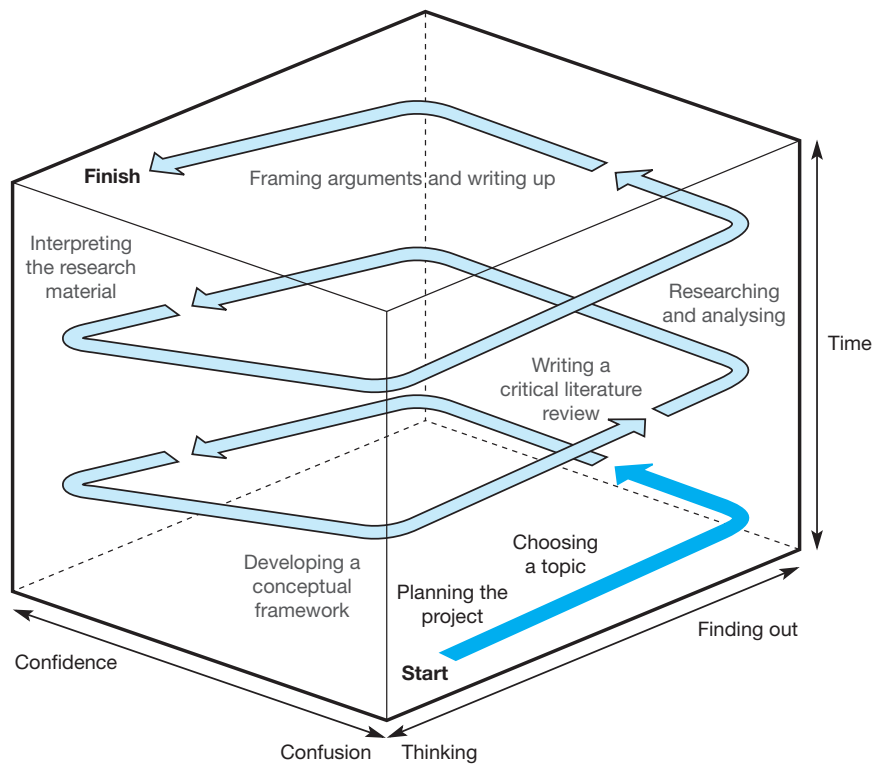 Finish
Framing arguments and writing up
Interpreting
the research
material
Researching
and analysing
Time
Writing a
critical literature
review
Choosing
a topic
Developing a
conceptual
framework
Planning the
project
Start
Finding out
Confidence
Confusion
Thinking